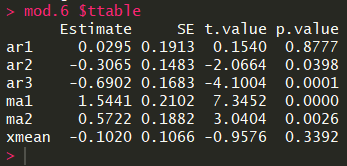 > mod.6 $ttable
Estimate SE t.value p.value
ar1 0.0295 0.1913 0.1540 0.8777
ar2 -0.3065 0.1483 -2.0664 0.0398
ar3 -0.6902 0.1683 -4.1004 0.0001
ma1 1.5441 0.2102 7.3452 0.0000
ma2 0.5722 0.1882 3.0404 0.0026
xmean -0.1020 0.1066 -0.9576 0.3392
>